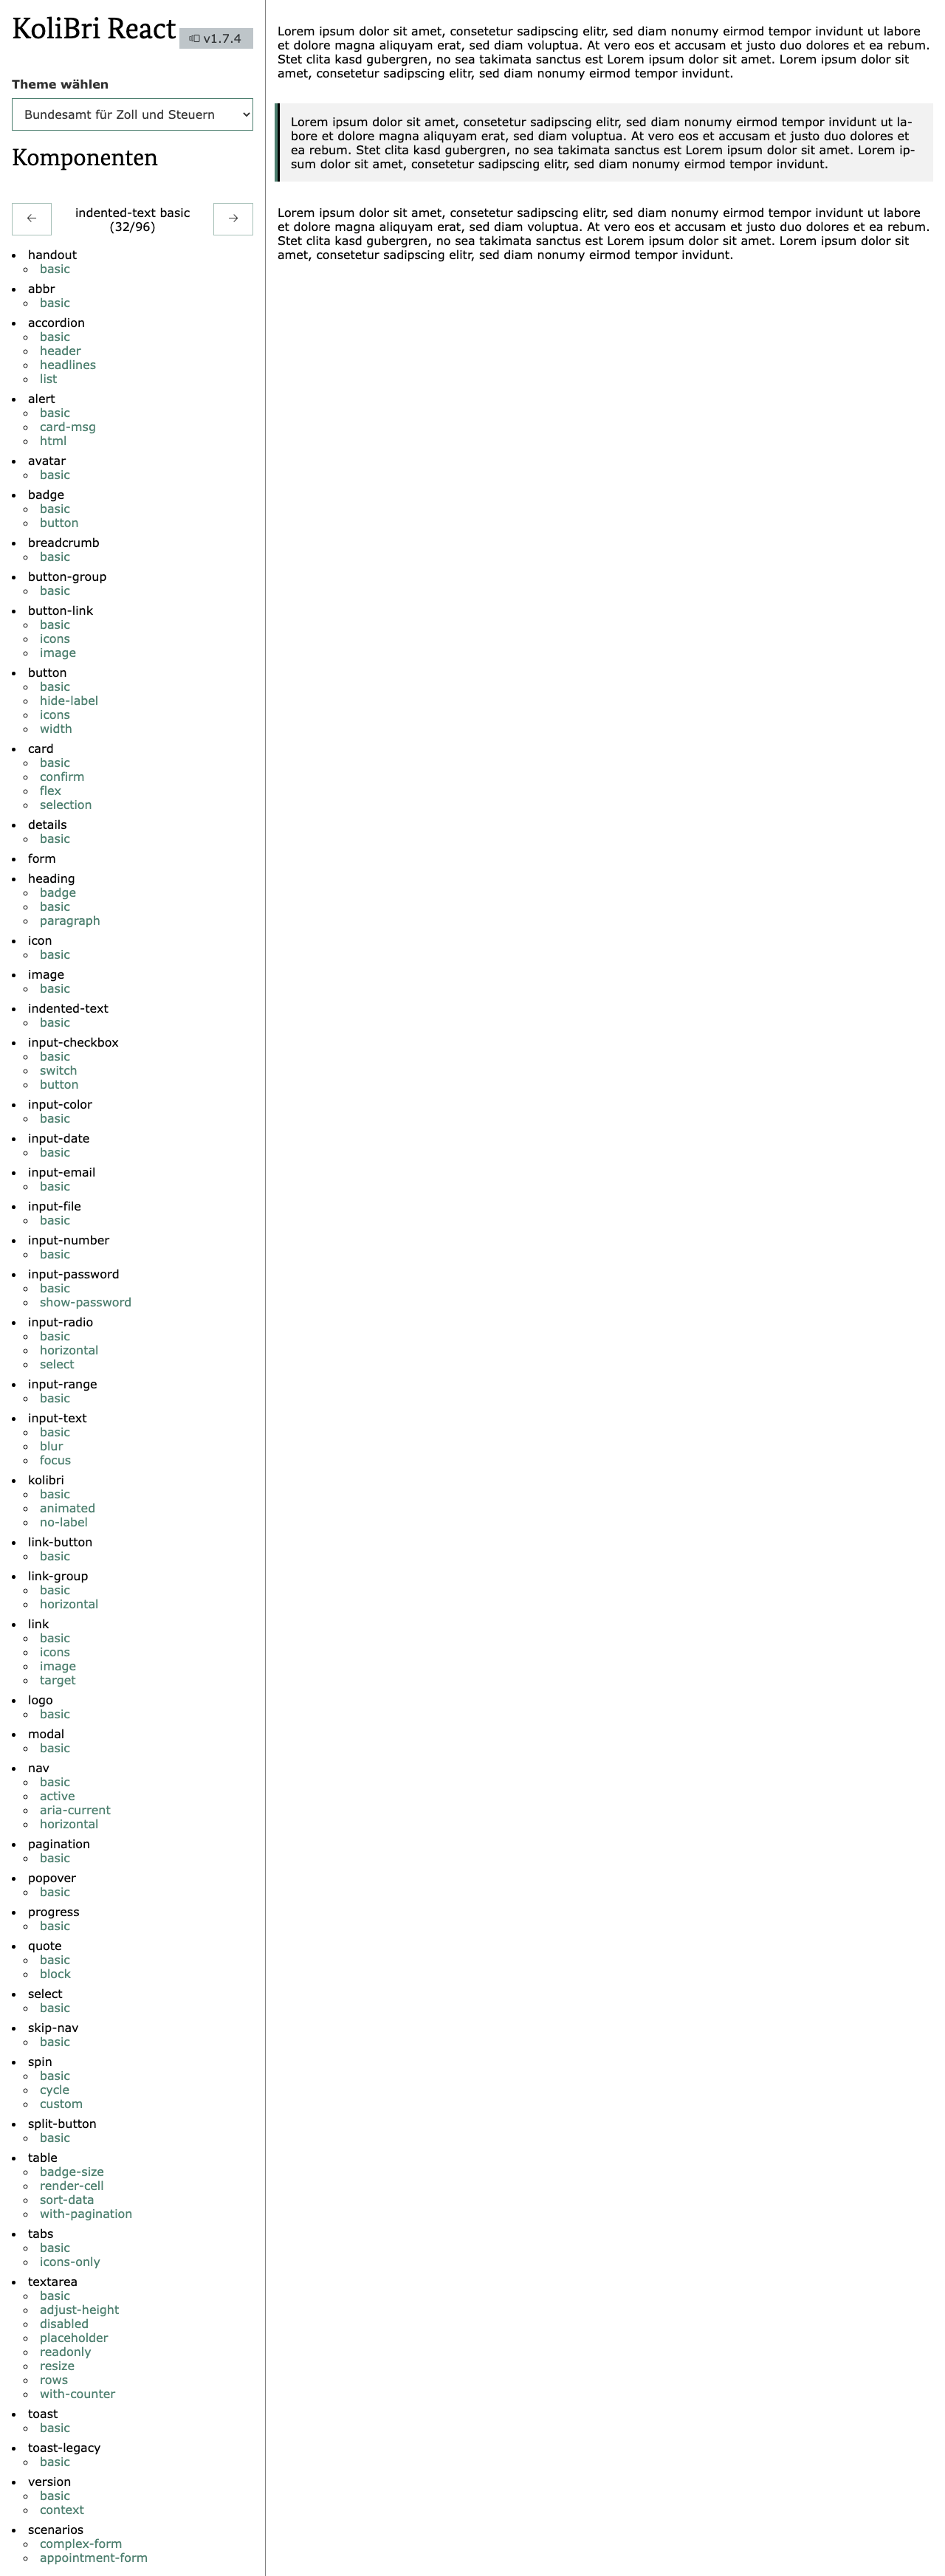 KoliBri React
v1.7.4
Theme wählen
Bundesamt für Zoll und Steuern
Komponenten
←
indented-text basic
(32/96)
→
handout
basic
abbr
basic
accordion
basic
header
headlines
list
alert
basic
card-msg
html
avatar
basic
badge
basic
button
breadcrumb
basic
button-group
basic
button-link
basic
icons
image
button
basic
hide-label
icons
width
card
basic
confirm
flex
selection
details
basic
form
heading
badge
basic
paragraph
icon
basic
image
basic
indented-text
basic
input-checkbox
basic
switch
button
input-color
basic
input-date
basic
input-email
basic
input-file
basic
input-number
basic
input-password
basic
show-password
input-radio
basic
horizontal
select
input-range
basic
input-text
basic
blur
focus
kolibri
basic
animated
no-label
link-button
basic
link-group
basic
horizontal
link
basic
icons
image
target
logo
basic
modal
basic
nav
basic
active
aria-current
horizontal
pagination
basic
popover
basic
progress
basic
quote
basic
block
select
basic
skip-nav
basic
spin
basic
cycle
custom
split-button
basic
table
badge-size
render-cell
sort-data
with-pagination
tabs
basic
icons-only
textarea
basic
adjust-height
disabled
placeholder
readonly
resize
rows
with-counter
toast
basic
toast-legacy
basic
version
basic
context
scenarios
complex-form
appointment-form
Lorem ipsum dolor sit amet, consetetur sadipscing elitr, sed diam nonumy eirmod tempor invidunt ut labore
et dolore magna aliquyam erat, sed diam voluptua. At vero eos et accusam et justo duo dolores et ea rebum.
Stet clita kasd gubergren, no sea takimata sanctus est Lorem ipsum dolor sit amet. Lorem ipsum dolor sit
amet, consetetur sadipscing elitr, sed diam nonumy eirmod tempor invidunt.
Lorem ipsum dolor sit amet, consetetur sadipscing elitr, sed diam nonumy eirmod tempor invidunt ut la-
bore et dolore magna aliquyam erat, sed diam voluptua. At vero eos et accusam et justo duo dolores et
ea rebum. Stet clita kasd gubergren, no sea takimata sanctus est Lorem ipsum dolor sit amet. Lorem ip-
sum dolor sit amet, consetetur sadipscing elitr, sed diam nonumy eirmod tempor invidunt.
Lorem ipsum dolor sit amet, consetetur sadipscing elitr, sed diam nonumy eirmod tempor invidunt ut labore
et dolore magna aliquyam erat, sed diam voluptua. At vero eos et accusam et justo duo dolores et ea rebum.
Stet clita kasd gubergren, no sea takimata sanctus est Lorem ipsum dolor sit amet. Lorem ipsum dolor sit
amet, consetetur sadipscing elitr, sed diam nonumy eirmod tempor invidunt.